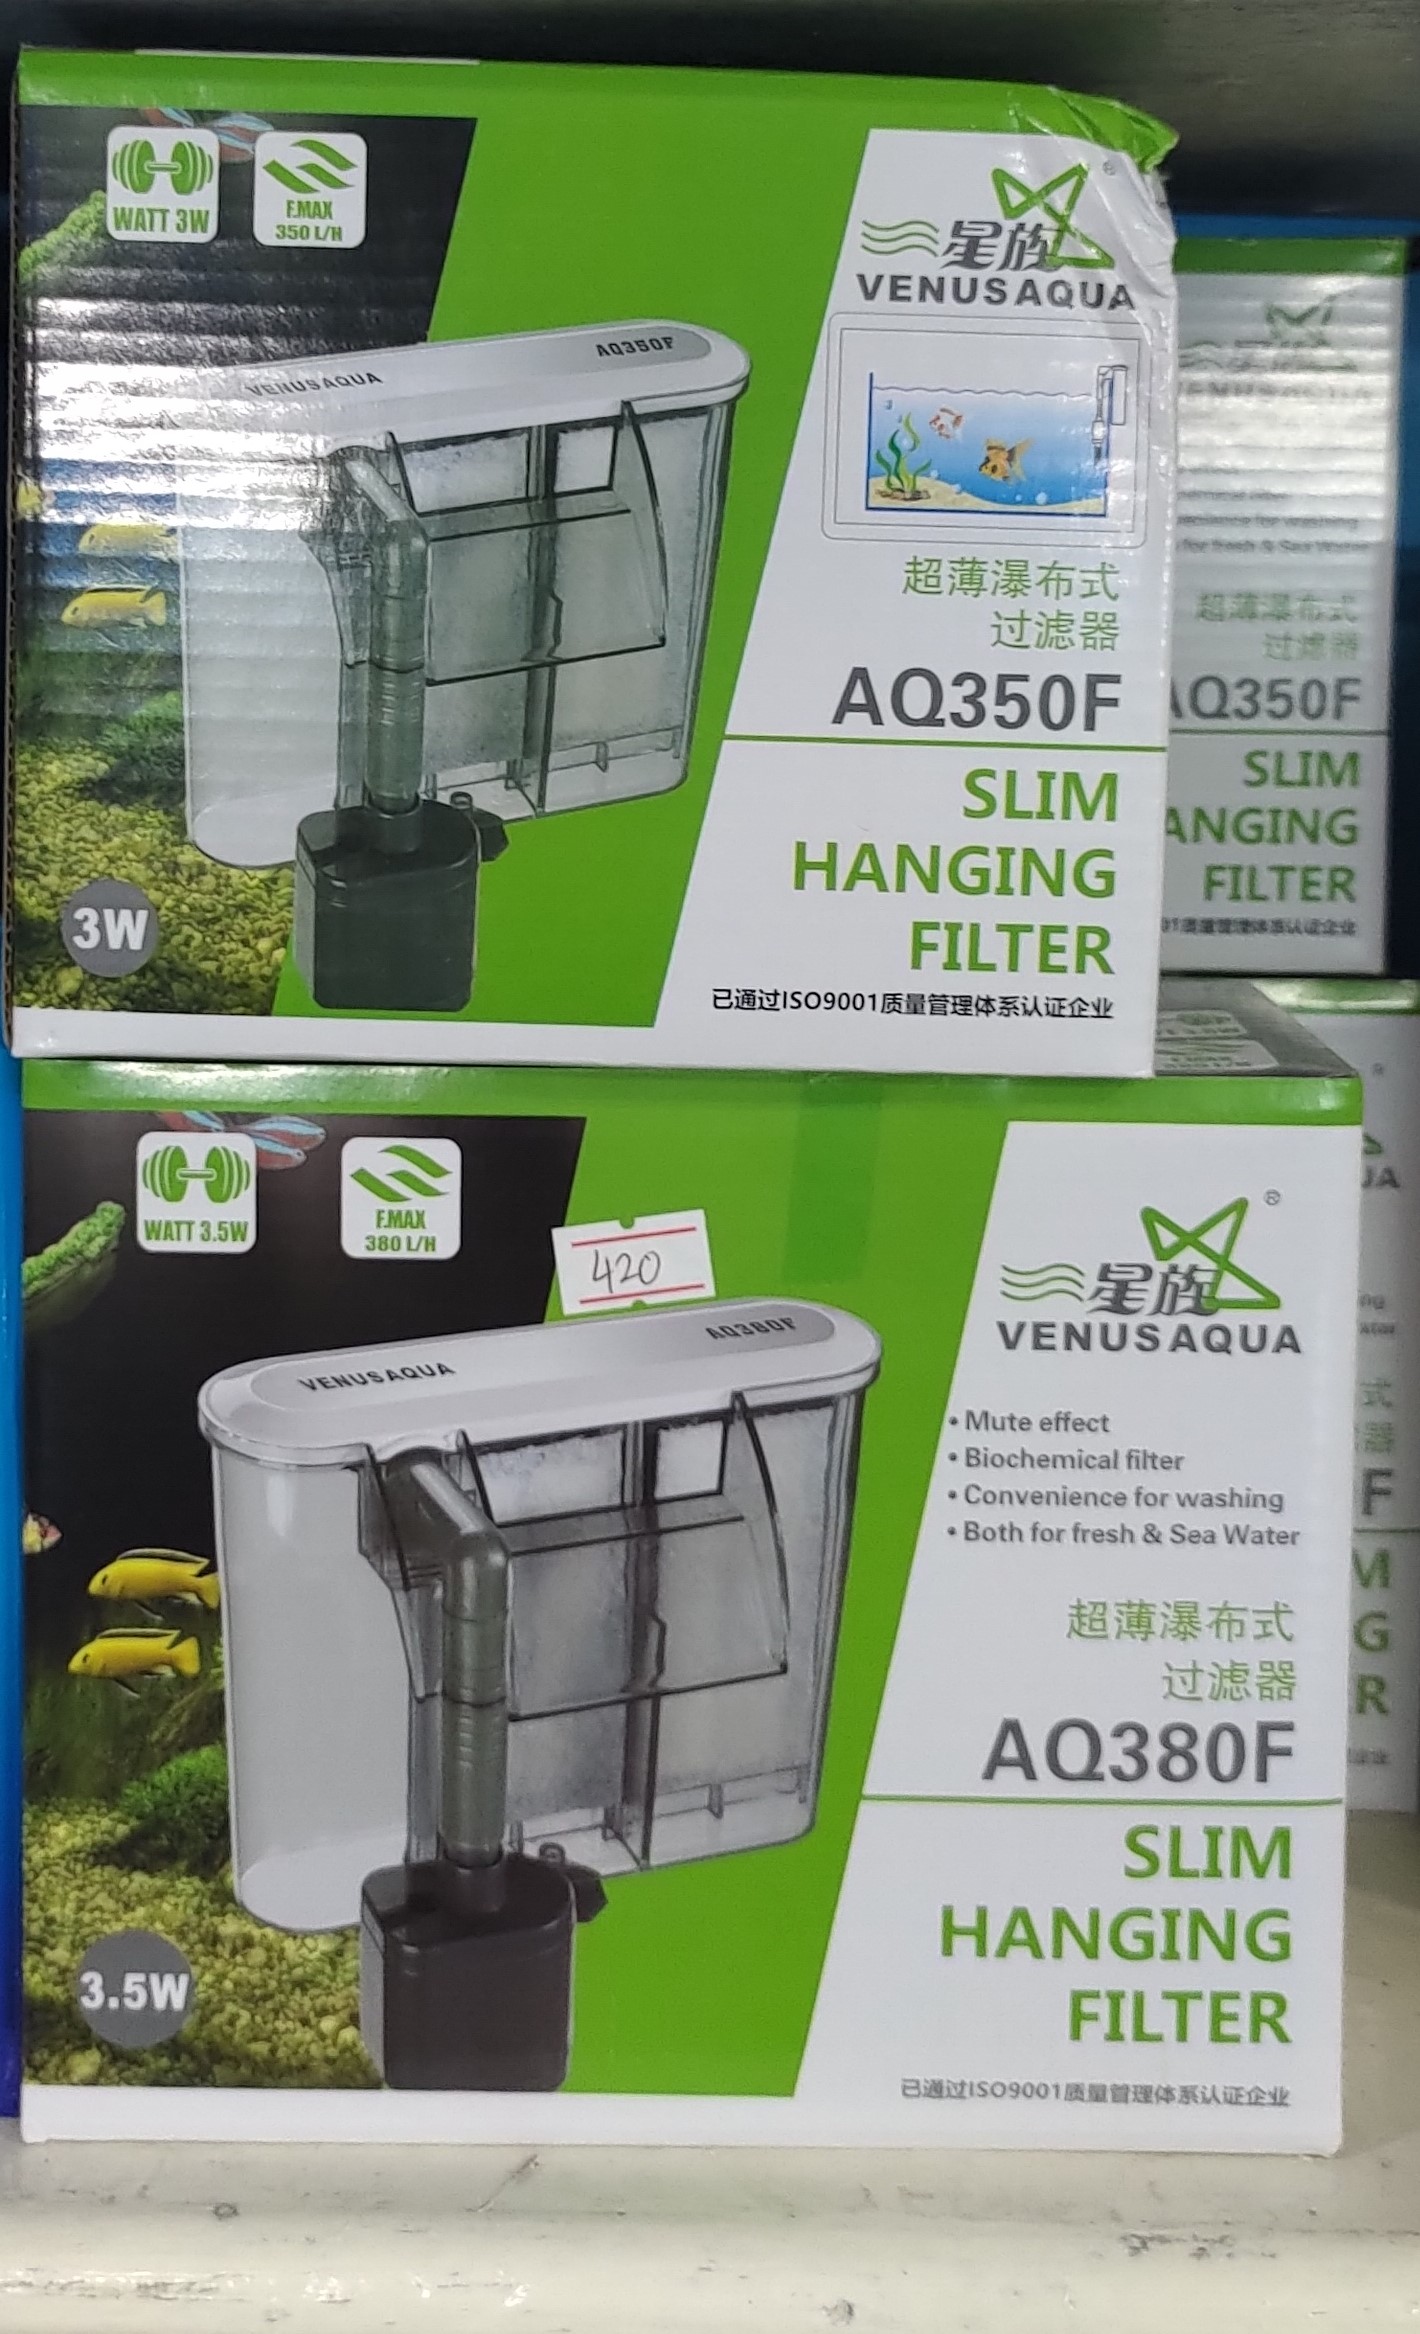 WATT 3W
F.MAX
350 L/H
®
星族
VENUSAQUA
VENUSAQUA
AQ350F
超薄瀑布式
过滤器
AQ350F
SLIM
HANGING
FILTER
3W
已通过ISO9001质量管理体系认证企业
超薄瀑布式
过滤器
AQ350F
SLIM
ANGING
FILTER
WATT 3.5W
F.MAX
380 L/H
420
®
星族
VENUSAQUA
VENUSAQUA
AQ380F
• Mute effect
• Biochemical filter
• Convenience for washing
• Both for fresh & Sea Water
超薄瀑布式
过滤器
AQ380F
SLIM
HANGING
FILTER
3.5W
已通过ISO9001质量管理体系认证企业
式
器
F
M
G
R